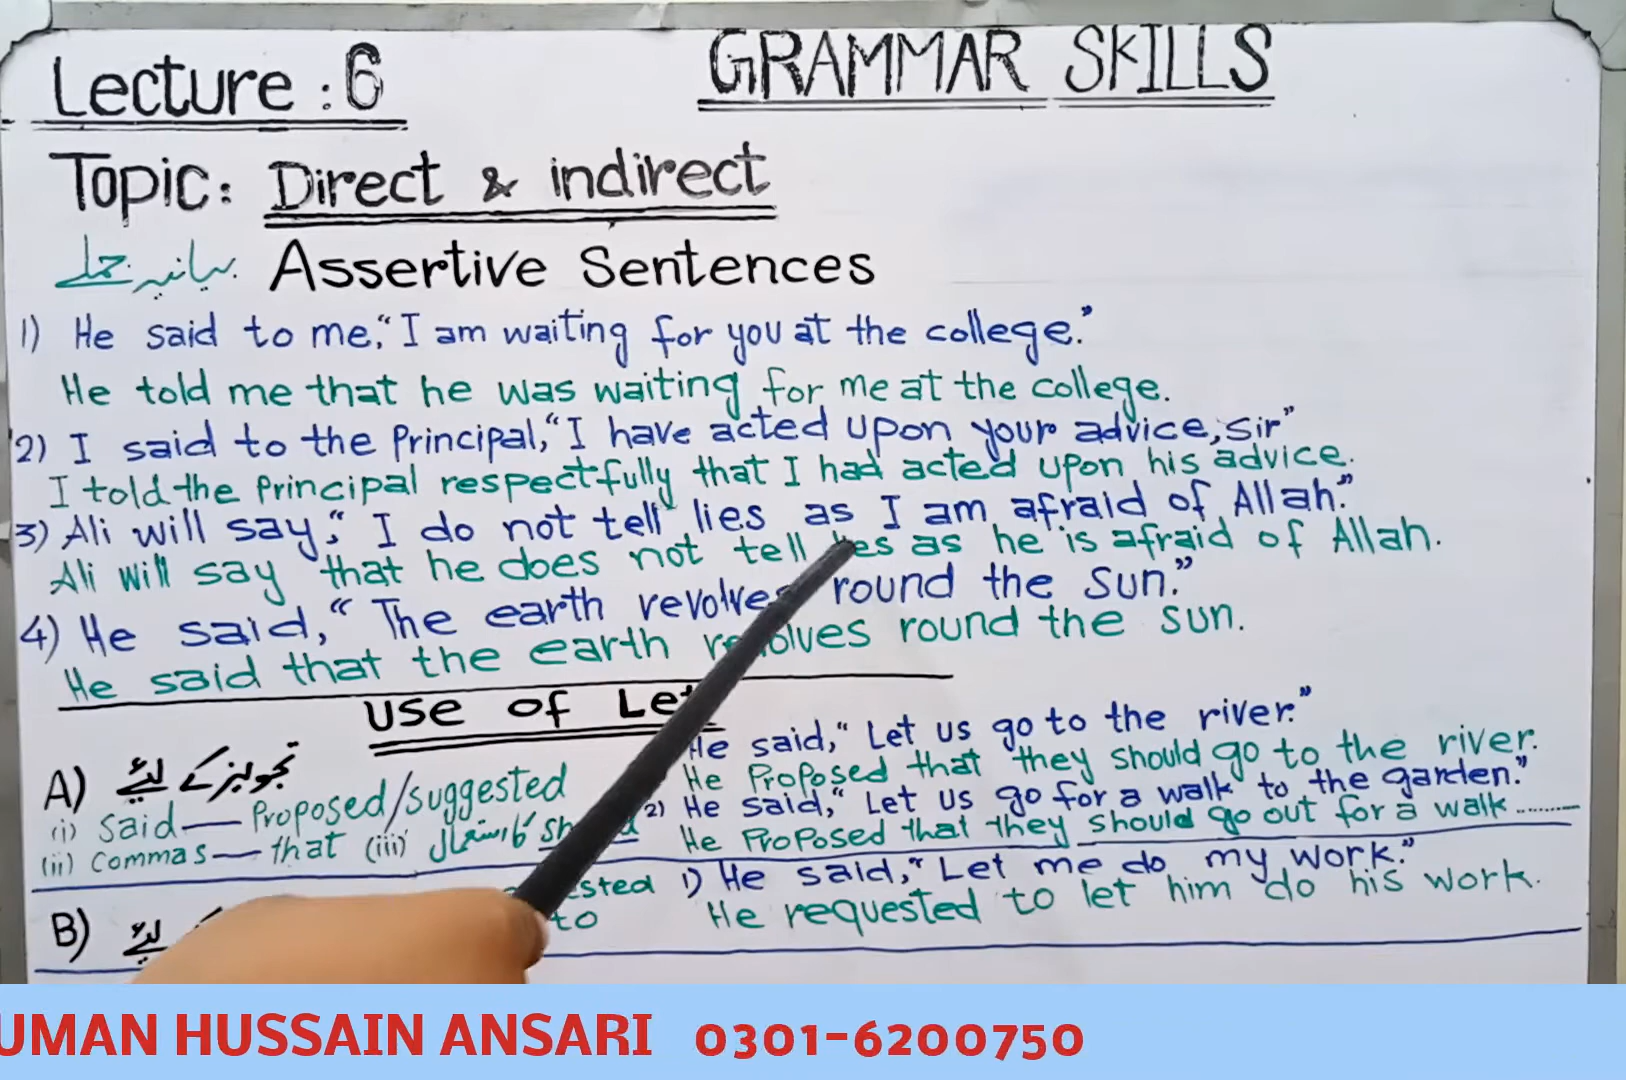 Lecture : 6
GRAMMAR SKILLS
Topic: Direct & indirect
بیانیہ جملے Assertive Sentences
1) He said to me, “I am waiting for you at the college.”
He told me that he was waiting for me at the college.
2) I said to the Principal, “I have acted upon your advice, sir”
I told the Principal respectfully that I had acted upon his advice.
3) Ali will say, “I do not tell lies as I am afraid of Allah.”
Ali will say that he does not tell as he is afraid of Allah.
4) He said, “The earth revolves round the Sun.”
He said that the earth round the sun.
Use of Let
A) تجویز کے لیئے
(i) Said — Proposed/suggested
(ii) Commas — that (iii) کا استعمال
He said, “Let us go to the river.”
He Proposed that they should go to the river.
2) He said, “Let us go for a walk to the garden.”
He Proposed that they should go out for a walk ........
B) لیئے
to
1) He said, “Let me do my work.”
He requested to let him do his work.
UMAN HUSSAIN ANSARI 0301-6200750